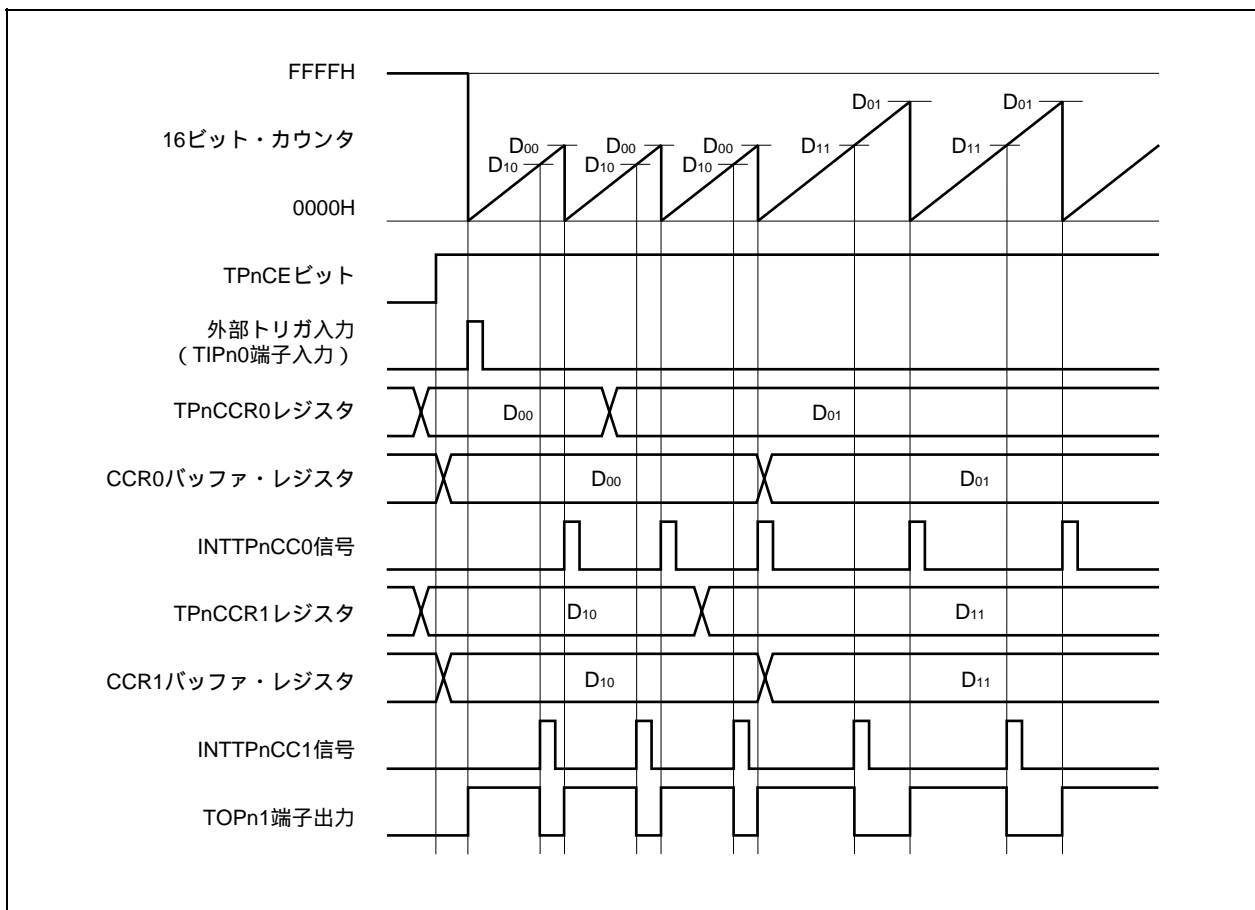 FFFFH
16ビット・カウンタ
D00 D00 D00 D01 D01
D10 D10 D10 D11 D11
0000H
TPnCEビット
外部トリガ入力
(TIPn0端子入力)
TPnCCR0レジスタ D00 D01
CCR0バッファ・レジスタ D00 D01
INTTPnCC0信号
TPnCCR1レジスタ D10 D11
CCR1バッファ・レジスタ D10 D11
INTTPnCC1信号
TOPn1端子出力